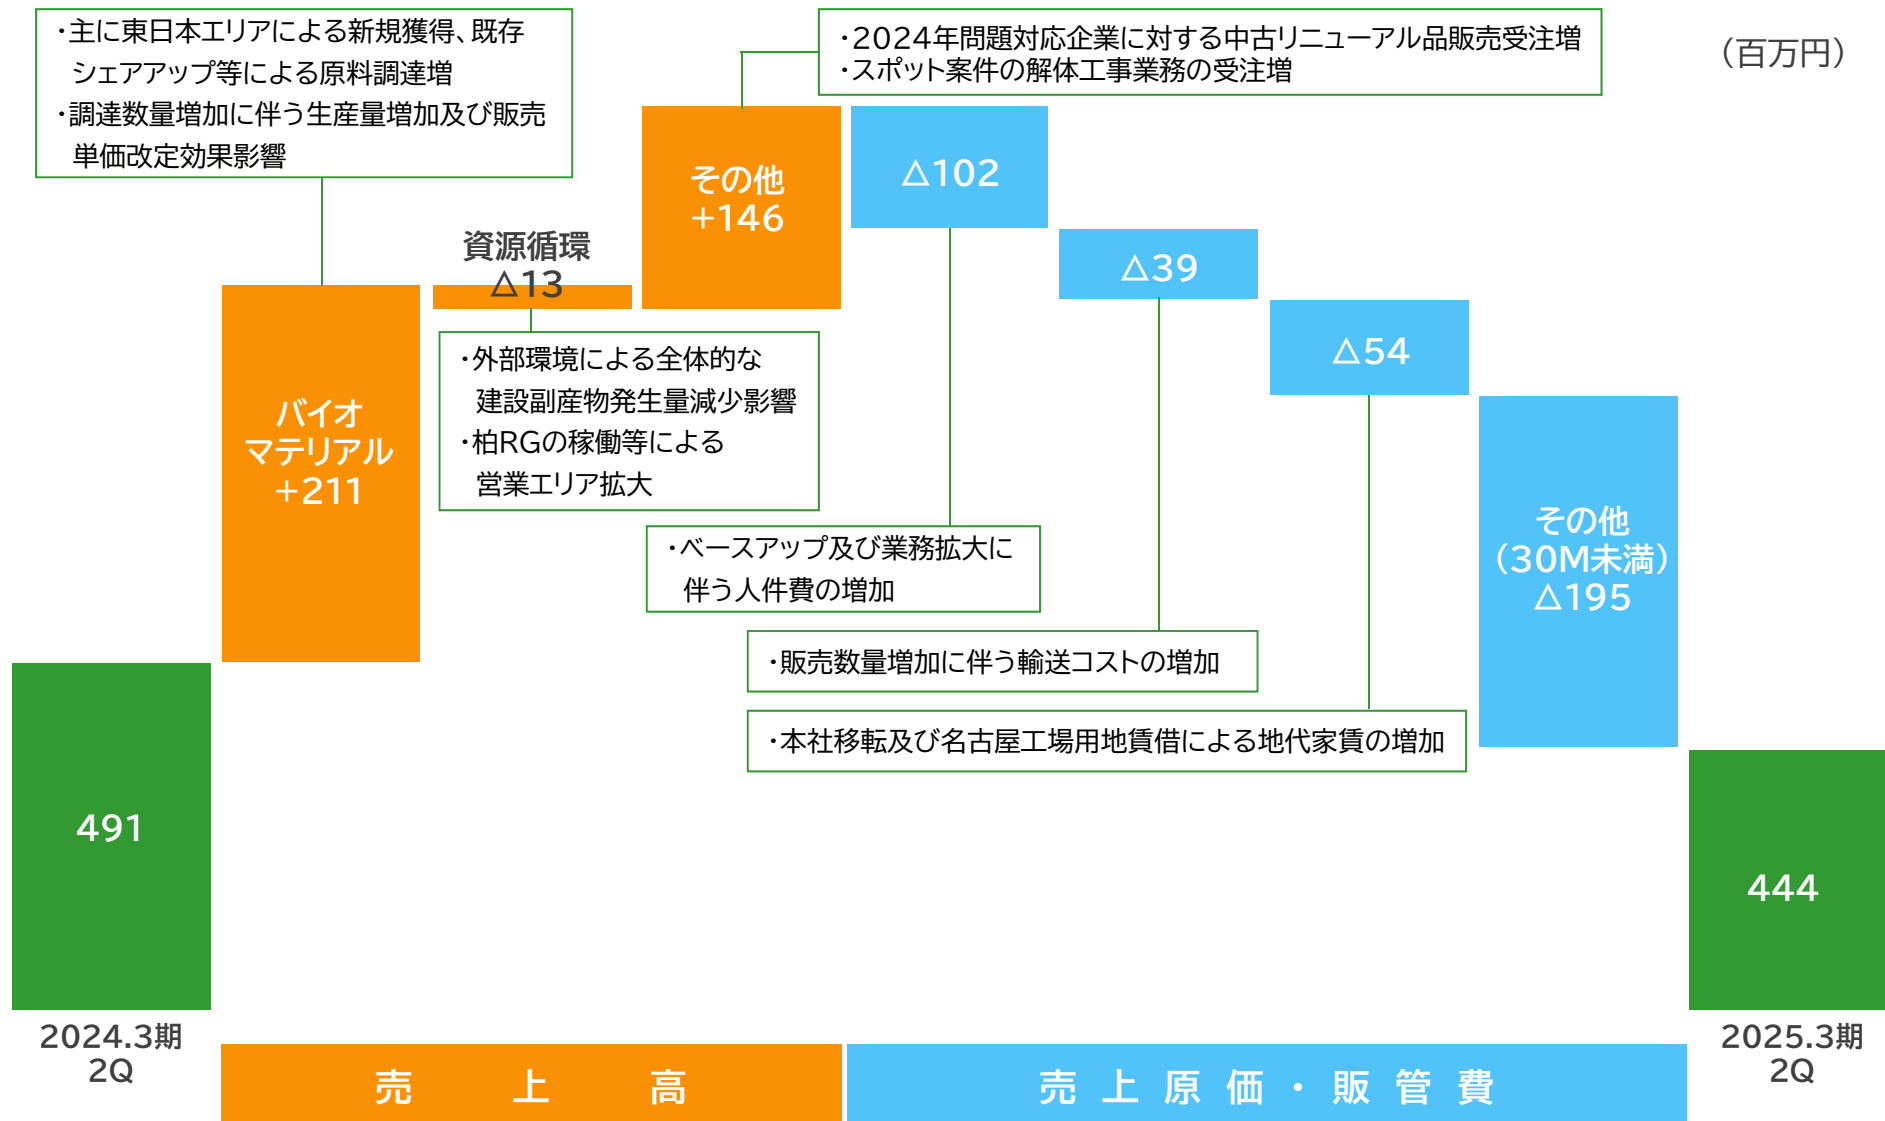 ・主に東日本エリアによる新規獲得、既存
シェアアップ等による原料調達増
・調達数量増加に伴う生産量増加及び販売
単価改定効果影響
・2024年問題対応企業に対する中古リニューアル品販売受注増
・スポット案件の解体工事業務の受注増
（百万円）
その他
+146
△102
資源循環
△13
△39
△54
・外部環境による全体的な
建設副産物発生量減少影響
・柏RGの稼働等による
営業エリア拡大
バイオ
マテリアル
+211
その他
（30M未満）
△195
・ベースアップ及び業務拡大に
伴う人件費の増加
・販売数量増加に伴う輸送コストの増加
・本社移転及び名古屋工場用地賃借による地代家賃の増加
491
444
2024.3期
2Q
売上高
売上原価・販管費
2025.3期
2Q